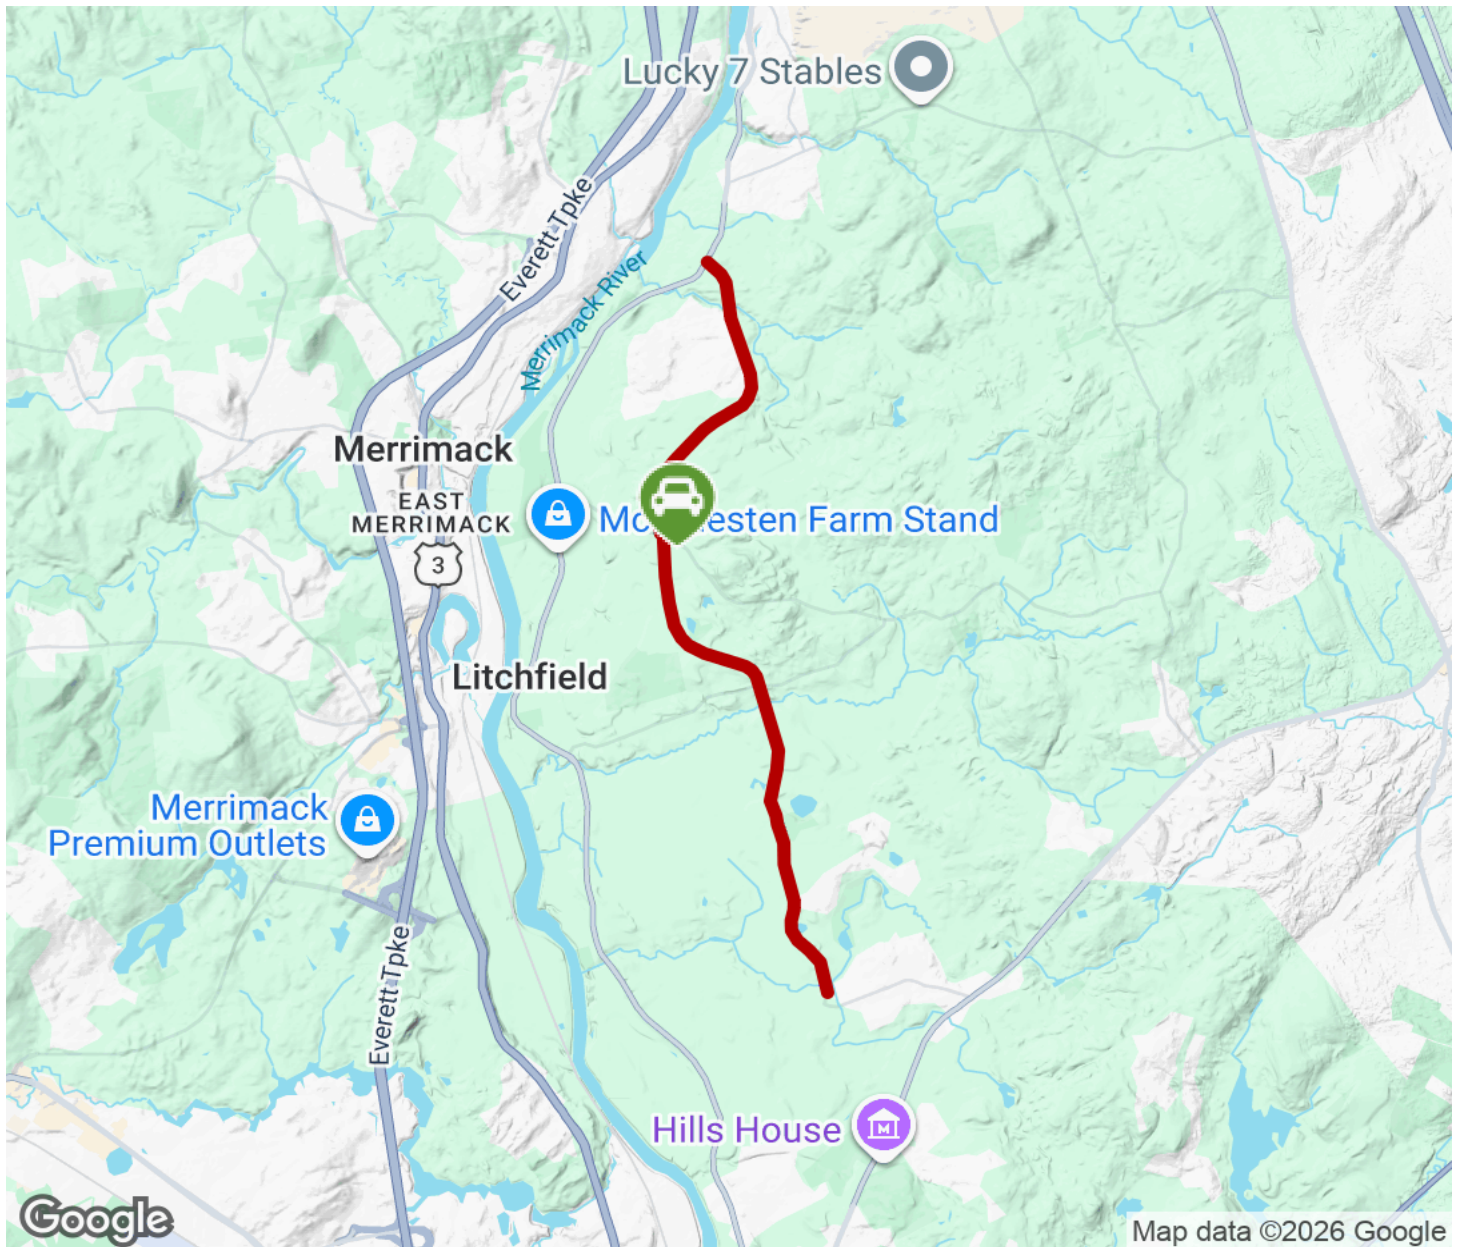 Lucky 7 Stables
Everett Tpke
Merrimack River
Merrimack
EAST
MERRIMACK
3
Mc esten Farm Stand
Litchfield
Merrimack
Premium Outlets
Everett Tpke
Hills House
M
Google
Map data ©2026 Google